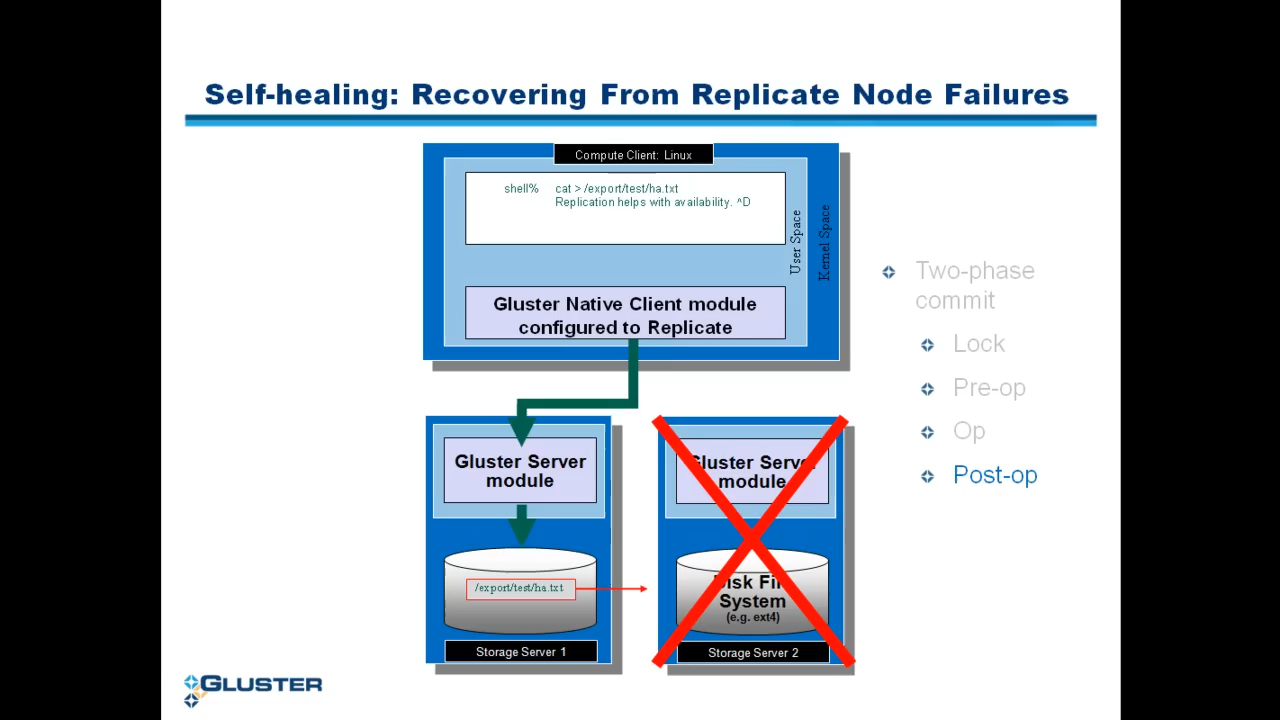 Self-healing: Recovering From Replicate Node Failures
Compute Client: Linux
shell% cat > /export/test/ha.txt
Replication helps with availability. ^D
User Space
Kernel Space
Gluster Native Client module
configured to Replicate
Two-phase
commit
Lock
Pre-op
Op
Post-op
Gluster Server
module
Gluster Server
module
/export/test/ha.txt
Disk File
System
(e.g. ext4)
Storage Server 1
Storage Server 2
GLUSTER